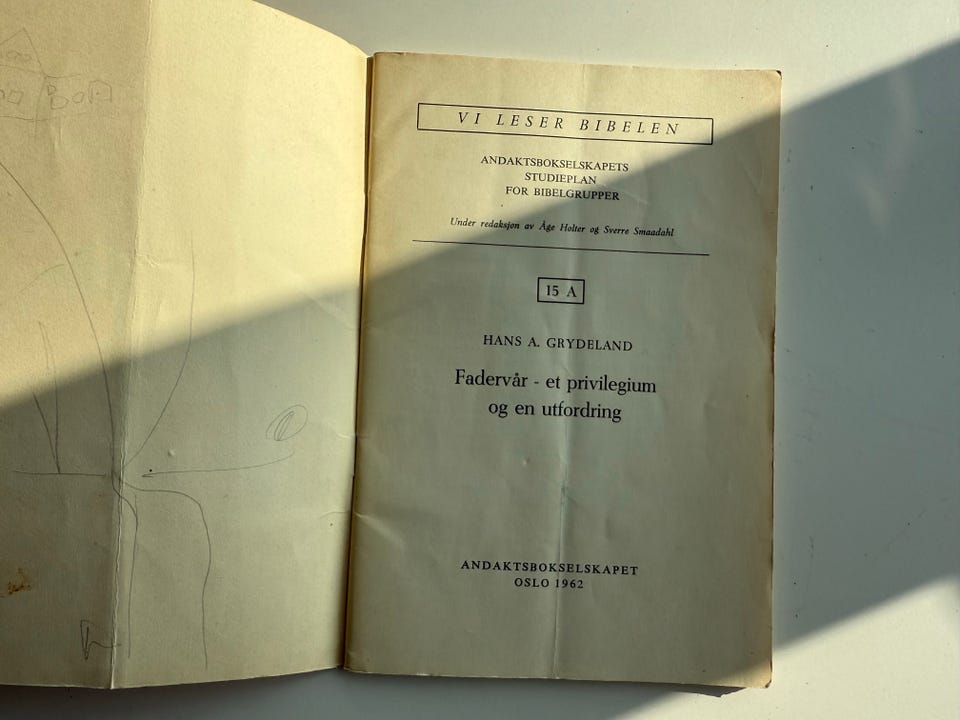 VI LESER BIBELEN
ANDAKTSBOKSELSKAPETS
STUDIEPLAN
FOR BIBELGRUPPER
Under redaksjon av Åge Holter og Sverre Smaadahl
15 A
HANS A. GRYDELAND
Fadervår - et privilegium
og en utfordring
ANDAKTSBOKSELSKAPET
OSLO 1962